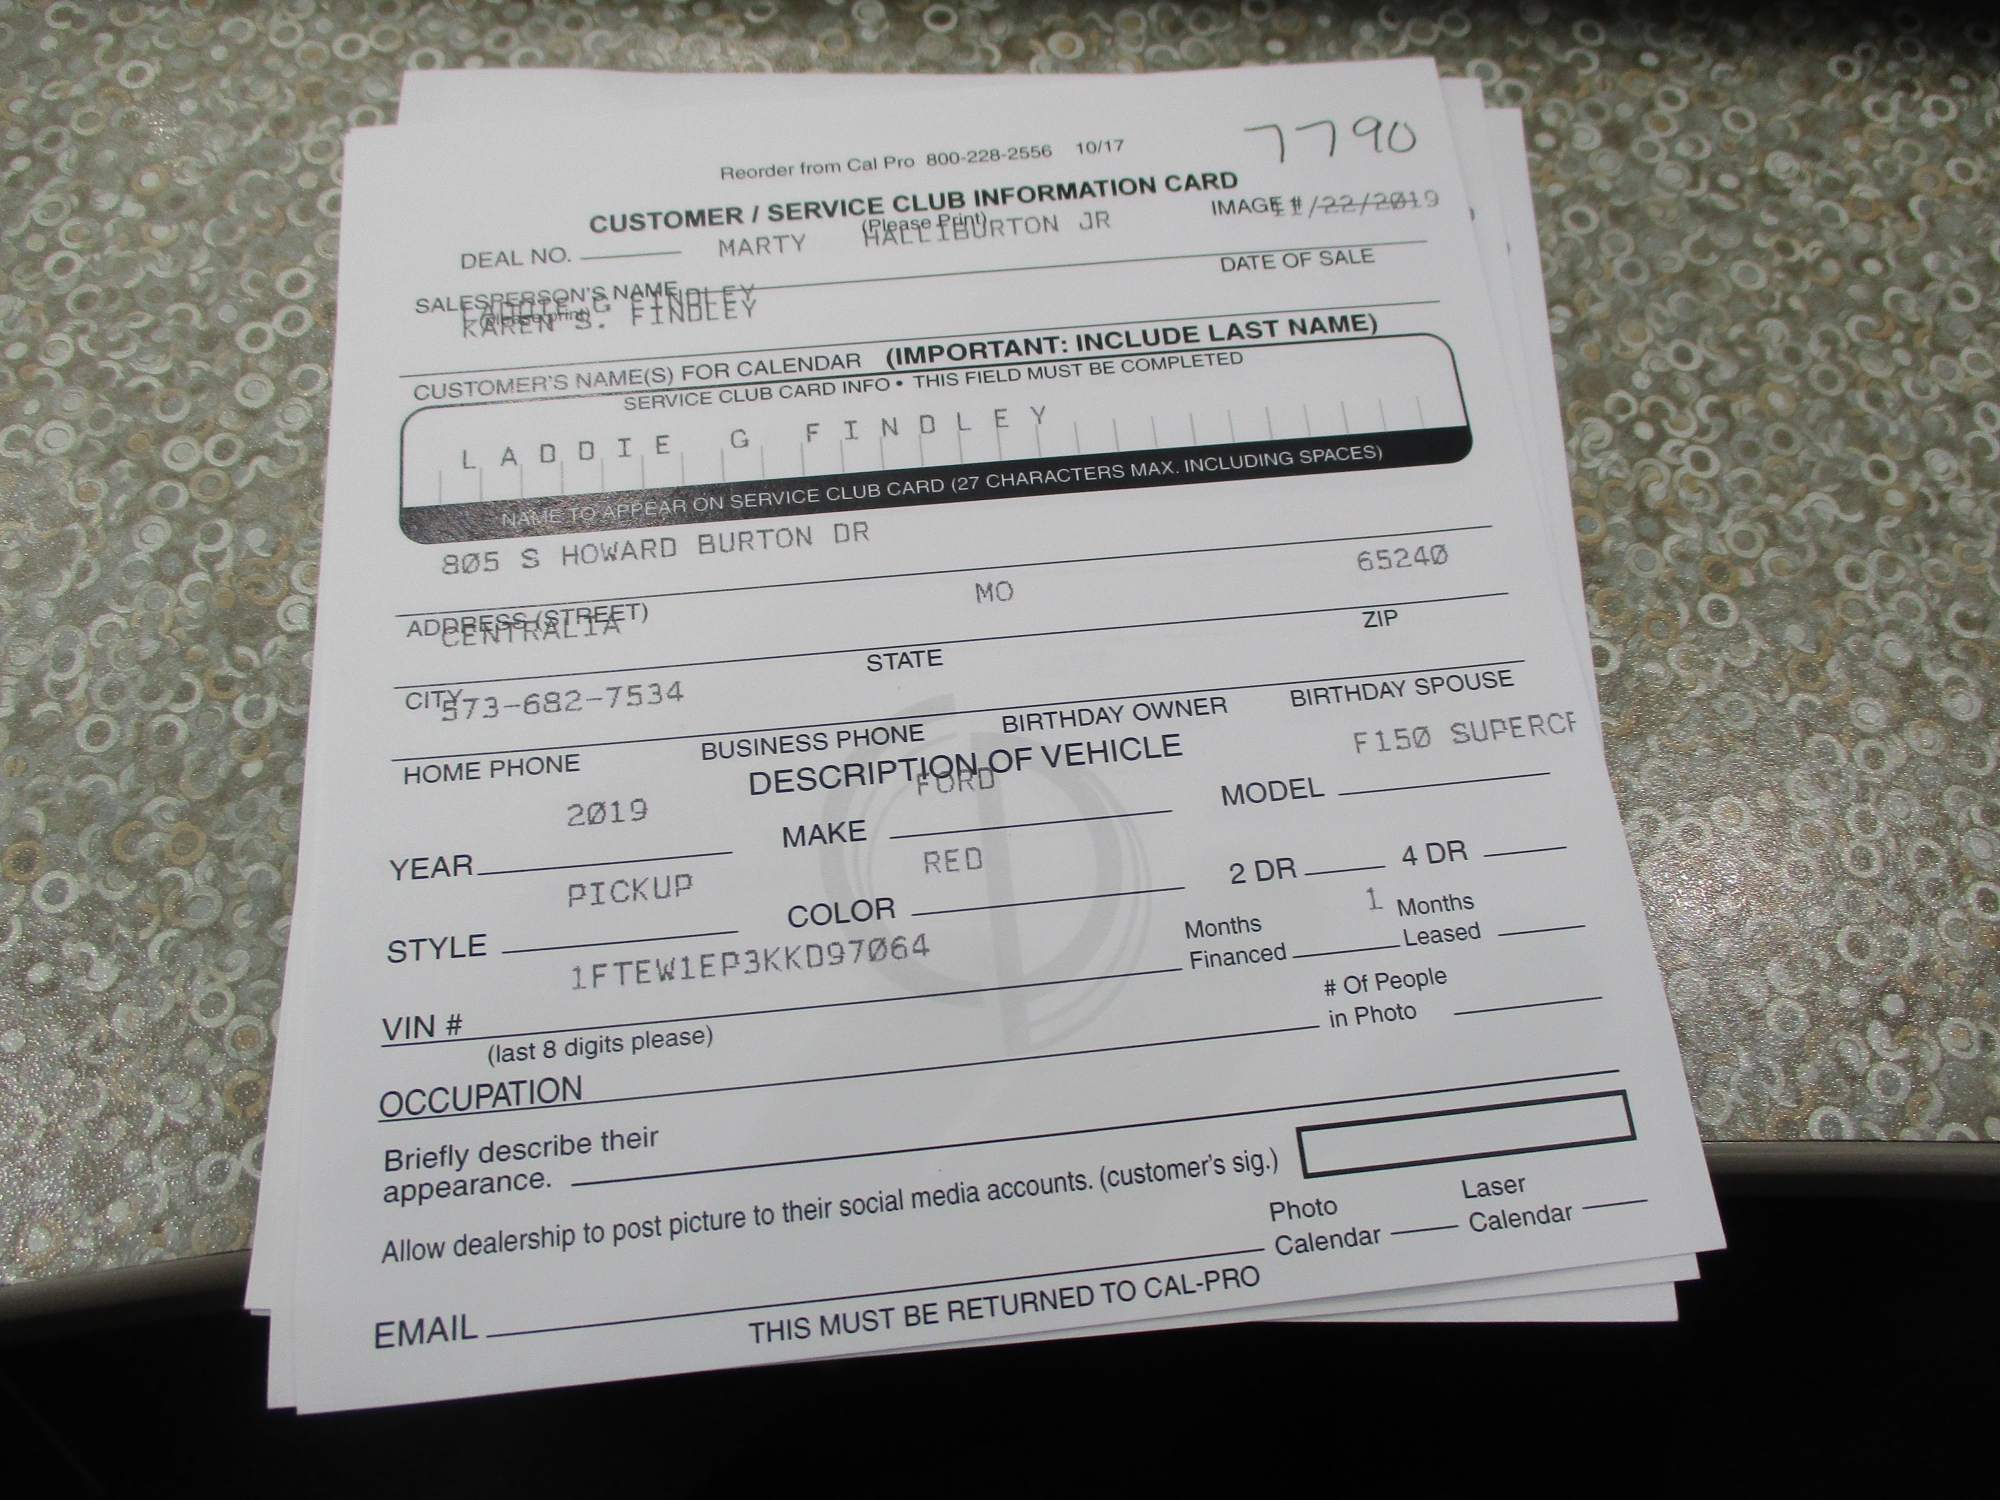 7790
Reorder from Cal Pro 800-228-2556 10/17
CUSTOMER / SERVICE CLUB INFORMATION CARD
(Please Print)
IMAGE # /22/2019
DEAL NO. MARTY HALLIBURTON JR
DATE OF SALE
SALESPERSON'S NAME
(please print)
LADDIE G FINDLEY
KAREN S. FINDLEY
CUSTOMER'S NAME(S) FOR CALENDAR (IMPORTANT: INCLUDE LAST NAME)
SERVICE CLUB CARD INFO • THIS FIELD MUST BE COMPLETED
LADDIE G FINDLEY
NAME TO APPEAR ON SERVICE CLUB CARD (27 CHARACTERS MAX. INCLUDING SPACES)
805 S HOWARD BURTON DR
ADDRESS (STREET)
CENTRALIA MO 65240
CITY STATE ZIP
573-682-7534
HOME PHONE BUSINESS PHONE BIRTHDAY OWNER BIRTHDAY SPOUSE
DESCRIPTION OF VEHICLE
2019 FORD F150 SUPERCR
YEAR MAKE MODEL
PICKUP RED
STYLE COLOR 2 DR 4 DR
1FTEW1EP3KKD97064 1
VIN # Months Financed Months Leased
(last 8 digits please)
# Of People in Photo
OCCUPATION
Briefly describe their
appearance.
Allow dealership to post picture to their social media accounts. (customer's sig.)
Photo Calendar Laser Calendar
EMAIL
THIS MUST BE RETURNED TO CAL-PRO